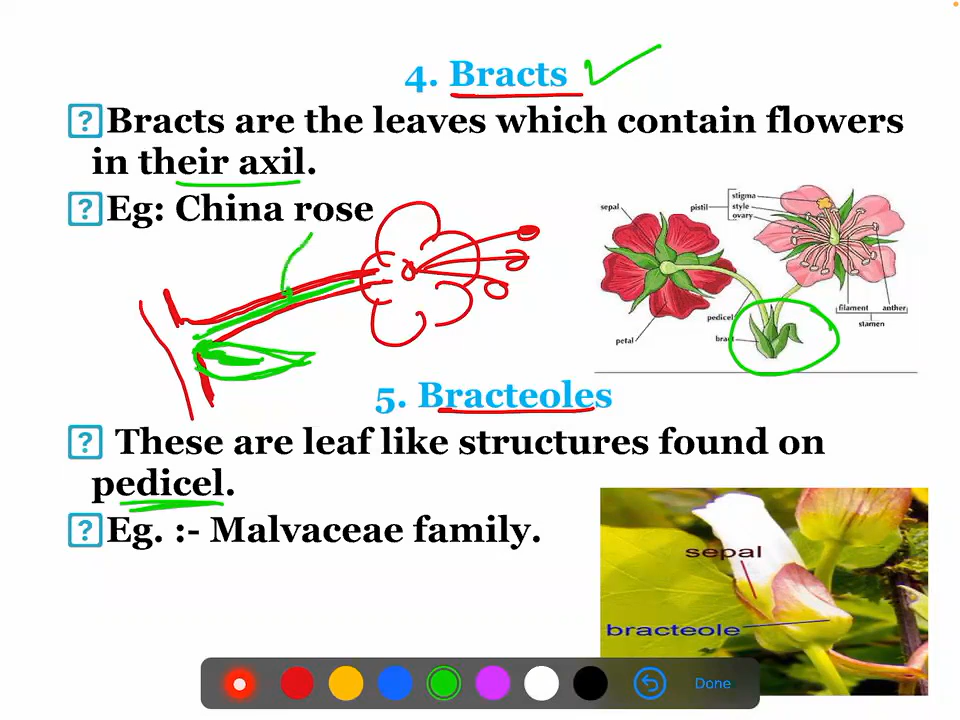 4. Bracts
Bracts are the leaves which contain flowers
in their axil.
Eg: China rose
sepal
pistil
stigma
style
ovary
pedicel
filament
anther
stamen
petal
bract
5. Bracteoles
These are leaf like structures found on
pedicel.
Eg. :- Malvaceae family.
sepal
bracteole
Done